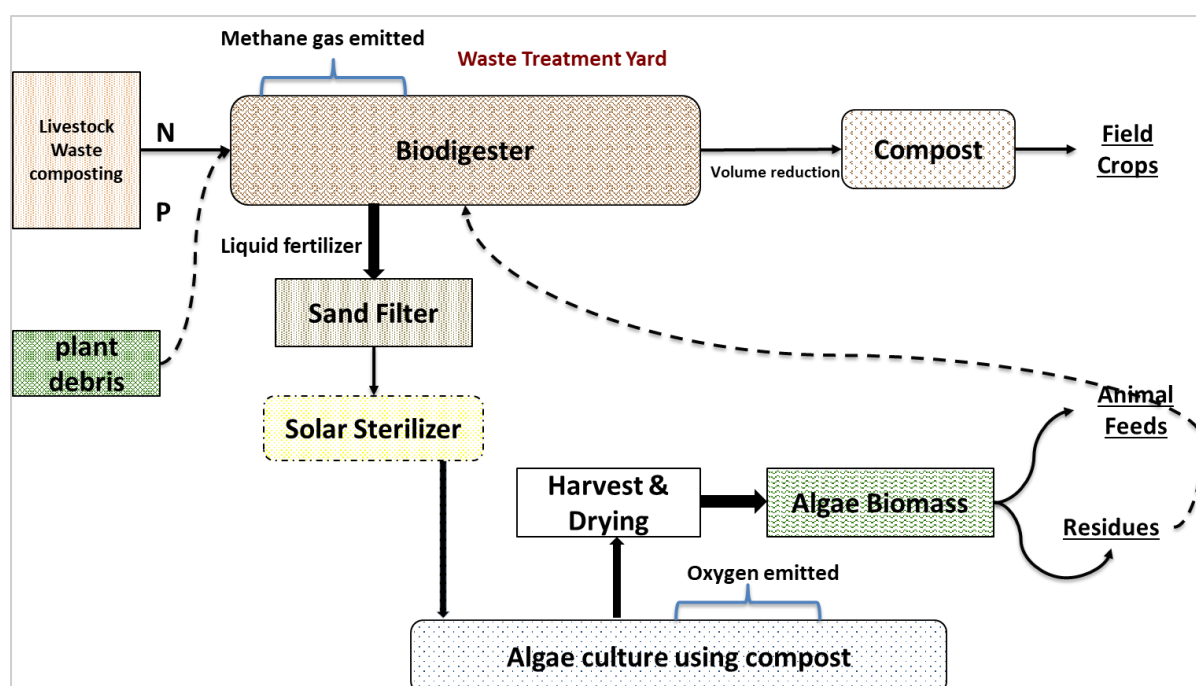 Methane gas emitted
Waste Treatment Yard
Livestock
Waste
composting
N
P
Biodigester
Volume reduction
Compost
Field
Crops
Liquid fertilizer
Sand Filter
plant
debris
Solar Sterilizer
Animal
Feeds
Harvest &
Drying
Algae Biomass
Residues
Oxygen emitted
Algae culture using compost